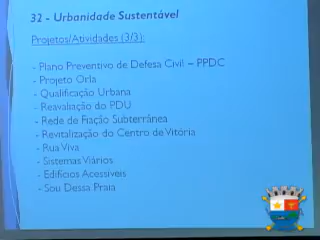 32 - Urbanidade Sustentável
Projetos/Atividades (3/3):
- Plano Preventivo de Defesa Civil – PPDC
- Projeto Orla
- Qualificação Urbana
- Reavaliação do PDU
- Rede de Fiação Subterrânea
- Revitalização do Centro de Vitória
- Rua Viva
- Sistemas Viários
- Edifícios Acessíveis
- Sou Dessa Praia